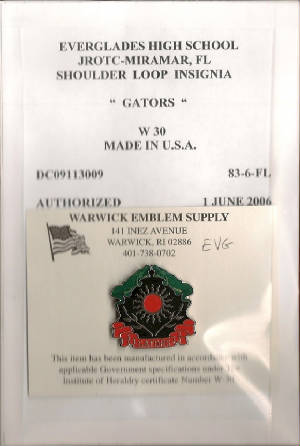 EVERGLADES HIGH SCHOOL
JROTC-MIRAMAR, FL
SHOULDER LOOP INSIGNIA
" GATORS "
W 30
MADE IN U.S.A.
DC09113009 83-6-FL
AUTHORIZED 1 JUNE 2006
WARWICK EMBLEM SUPPLY
141 INEZ AVENUE
WARWICK, RI 02886
401-738-0702
EVG
This item has been manufactured in accordance with
applicable Government specifications under The
Institute of Heraldry certificate Number W-30